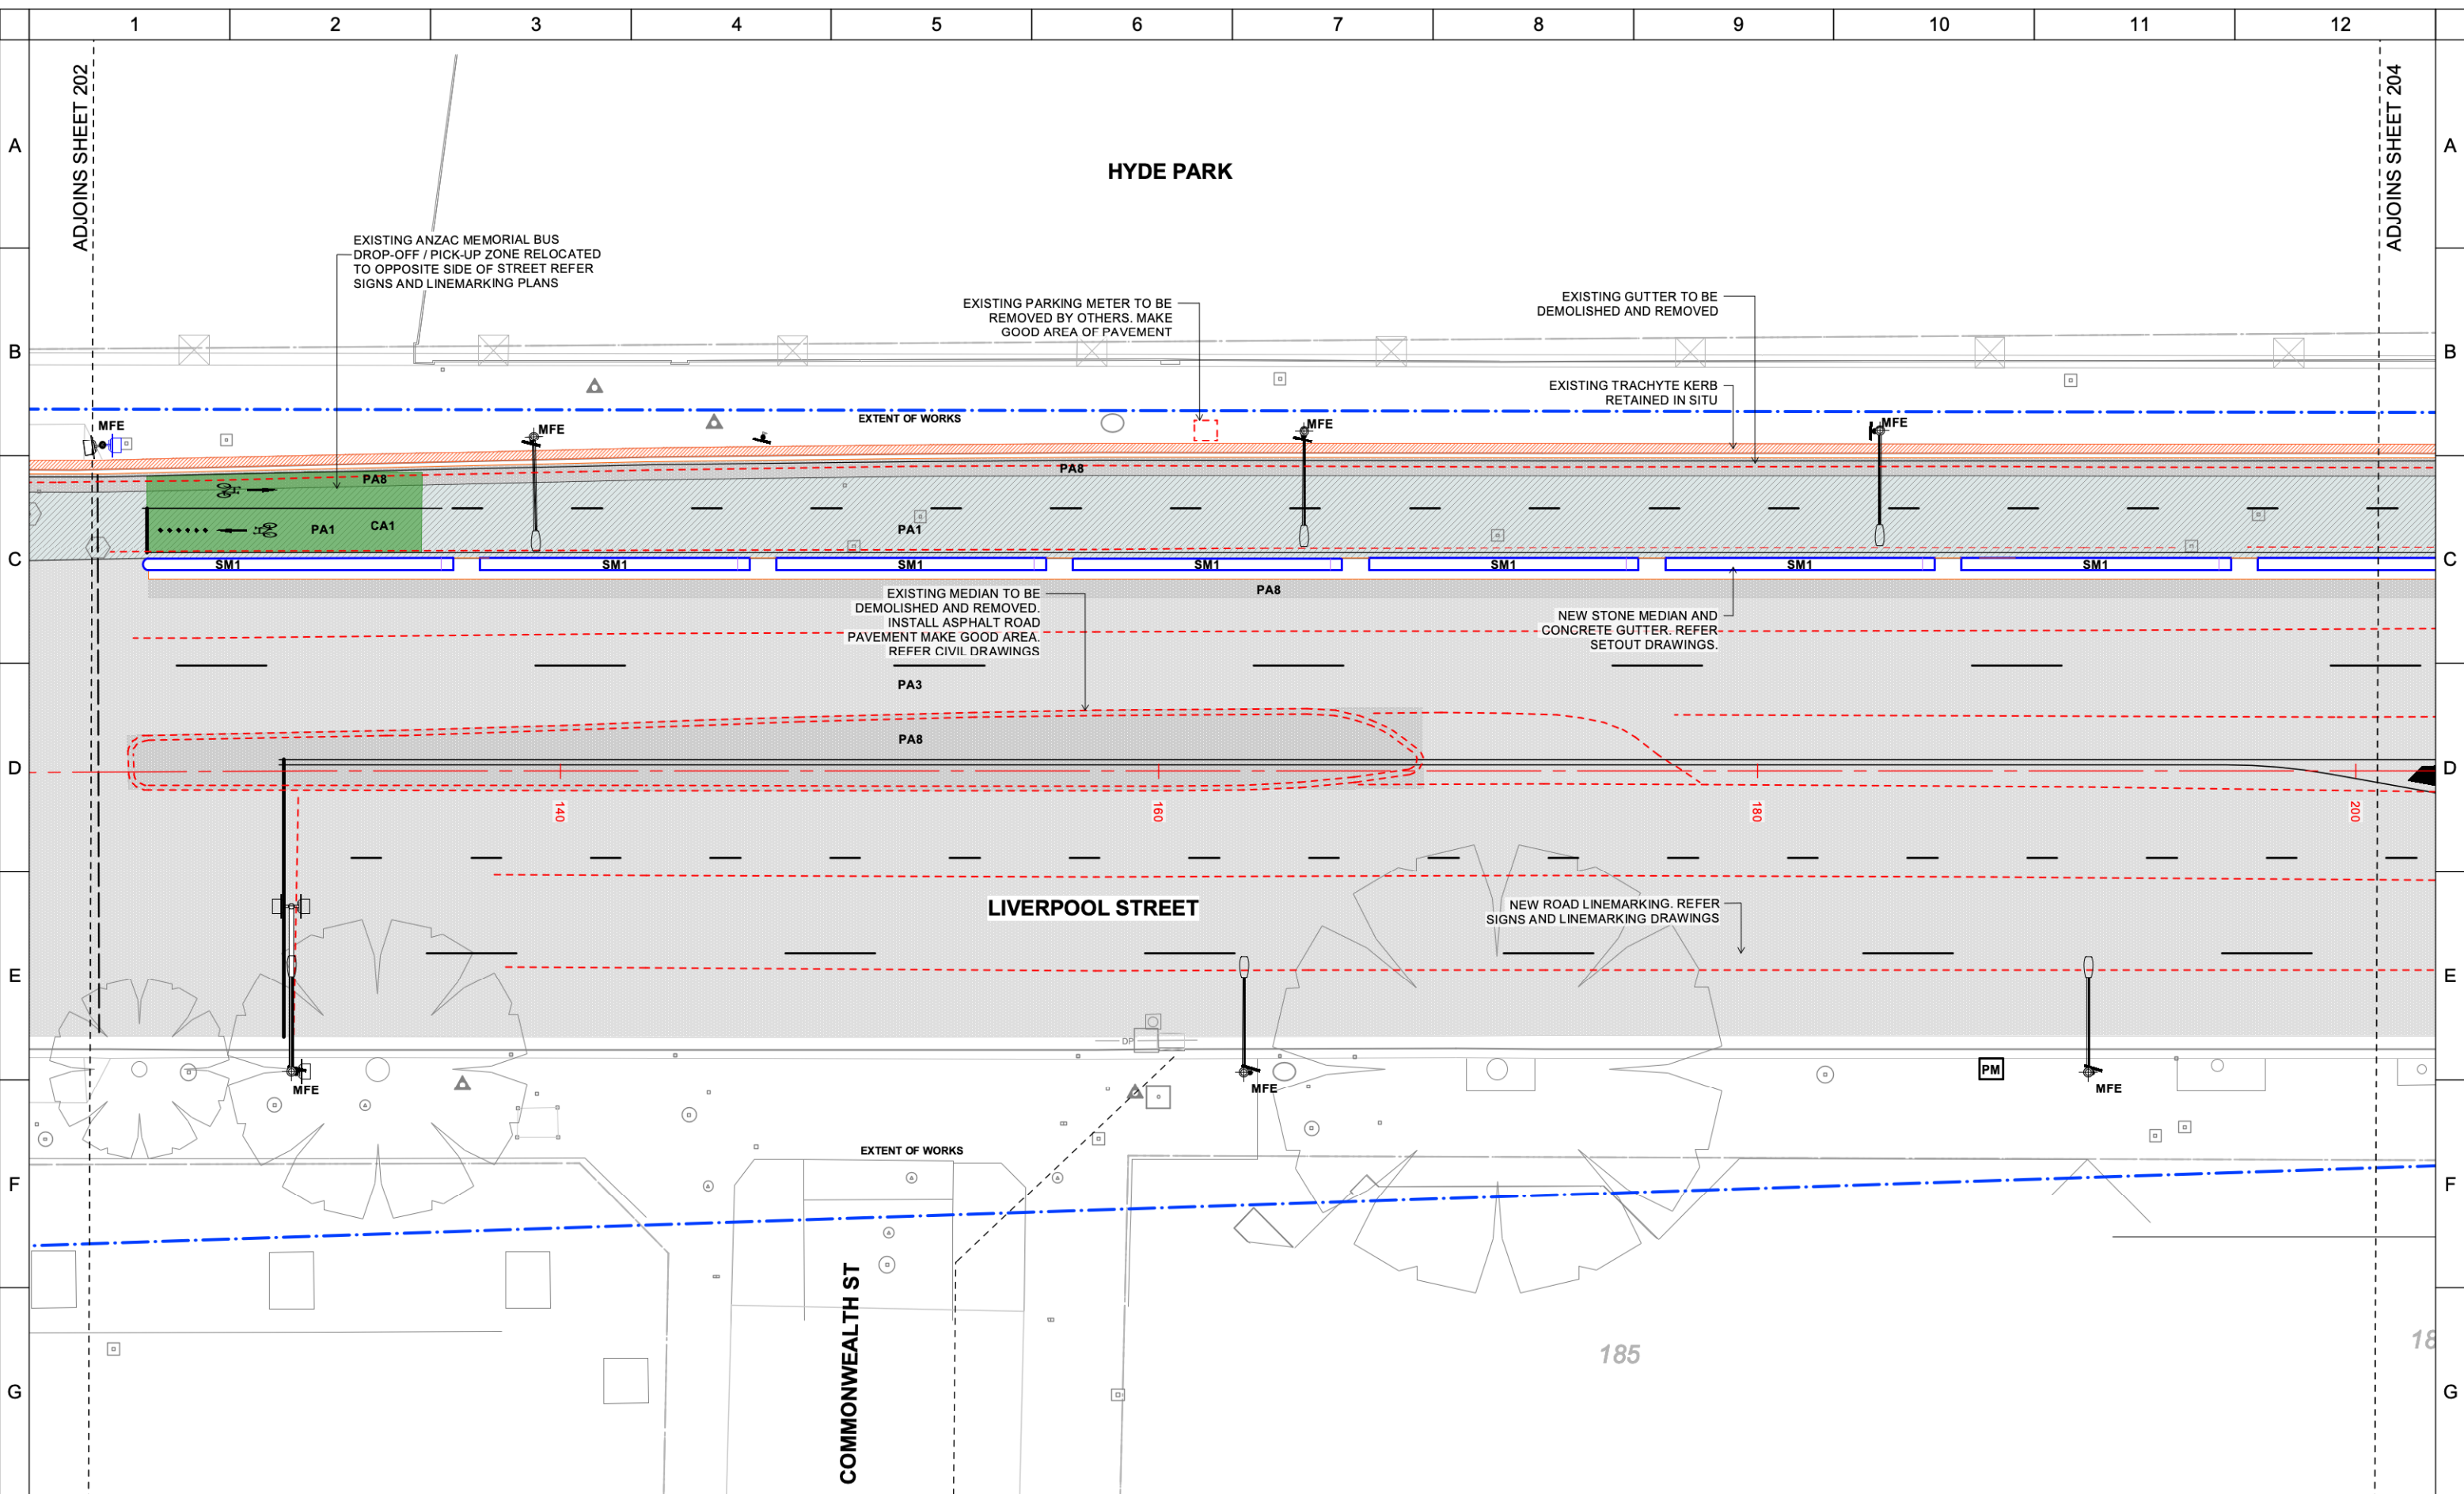 1 2 3 4 5 6 7 8 9 10 11 12
ADJOINS SHEET 202
ADJOINS SHEET 204
A
A
HYDE PARK
EXISTING ANZAC MEMORIAL BUS
DROP-OFF / PICK-UP ZONE RELOCATED
TO OPPOSITE SIDE OF STREET REFER
SIGNS AND LINEMARKING PLANS
EXISTING PARKING METER TO BE
REMOVED BY OTHERS. MAKE
GOOD AREA OF PAVEMENT
EXISTING GUTTER TO BE
DEMOLISHED AND REMOVED
B
B
EXISTING TRACHYTE KERB
RETAINED IN SITU
EXTENT OF WORKS
MFE
MFE
MFE
MFE
PA8
PA8
PA1
CA1
PA1
C
C
SM1
SM1
SM1
SM1
SM1
SM1
SM1
PA8
EXISTING MEDIAN TO BE
DEMOLISHED AND REMOVED.
INSTALL ASPHALT ROAD
PAVEMENT MAKE GOOD AREA.
REFER CIVIL DRAWINGS
NEW STONE MEDIAN AND
CONCRETE GUTTER. REFER
SETOUT DRAWINGS.
PA3
PA8
D
D
140
160
180
200
LIVERPOOL STREET
NEW ROAD LINEMARKING. REFER
SIGNS AND LINEMARKING DRAWINGS
E
E
DP
PM
MFE
MFE
MFE
EXTENT OF WORKS
F
F
COMMONWEALTH ST
185
18
G
G